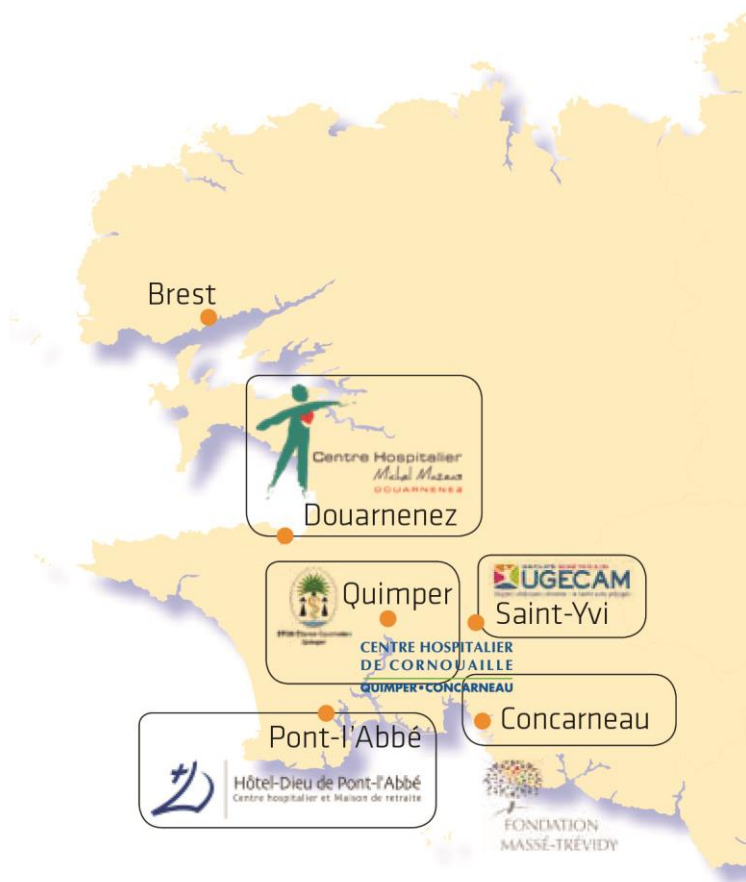 Brest
Centre Hospitalier
Michel Mazeas
DOUARNENEZ
Douarnenez
Quimper
Quimper
UGECAM
Saint-Yvi
CENTRE HOSPITALIER
DE CORNOUAILLE
QUIMPER•CONCARNEAU
Concarneau
Pont-l'Abbé
Hôtel-Dieu de Pont-l'Abbé
Centre hospitalier et Maison de retraite
FONDATION
MASSÉ-TRÉVIDY